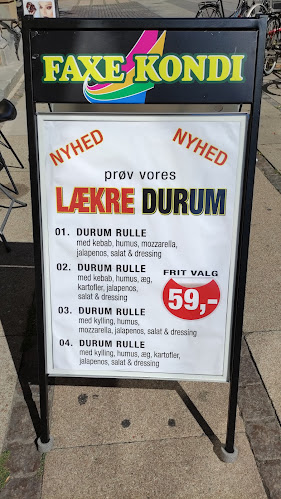 FAXE KONDI
NYHED
NYHED
prøv vores
LÆKRE DURUM
01. DURUM RULLE
med kebab, humus, mozzarella,
jalapenos, salat & dressing
02. DURUM RULLE
med kebab, humus, æg,
kartofler, jalapenos,
salat & dressing
FRIT VALG
59,-
03. DURUM RULLE
med kylling, humus,
mozzarella, jalapenos, salat & dressing
04. DURUM RULLE
med kylling, humus, æg, kartofler,
jalapenos, salat & dressing